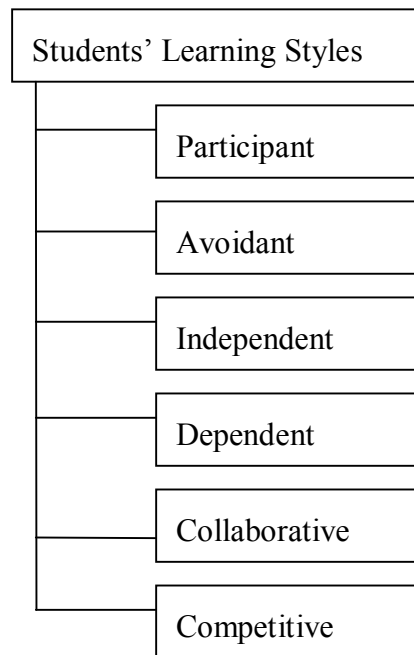 Students’ Learning Styles
Participant
Avoidant
Independent
Dependent
Collaborative
Competitive